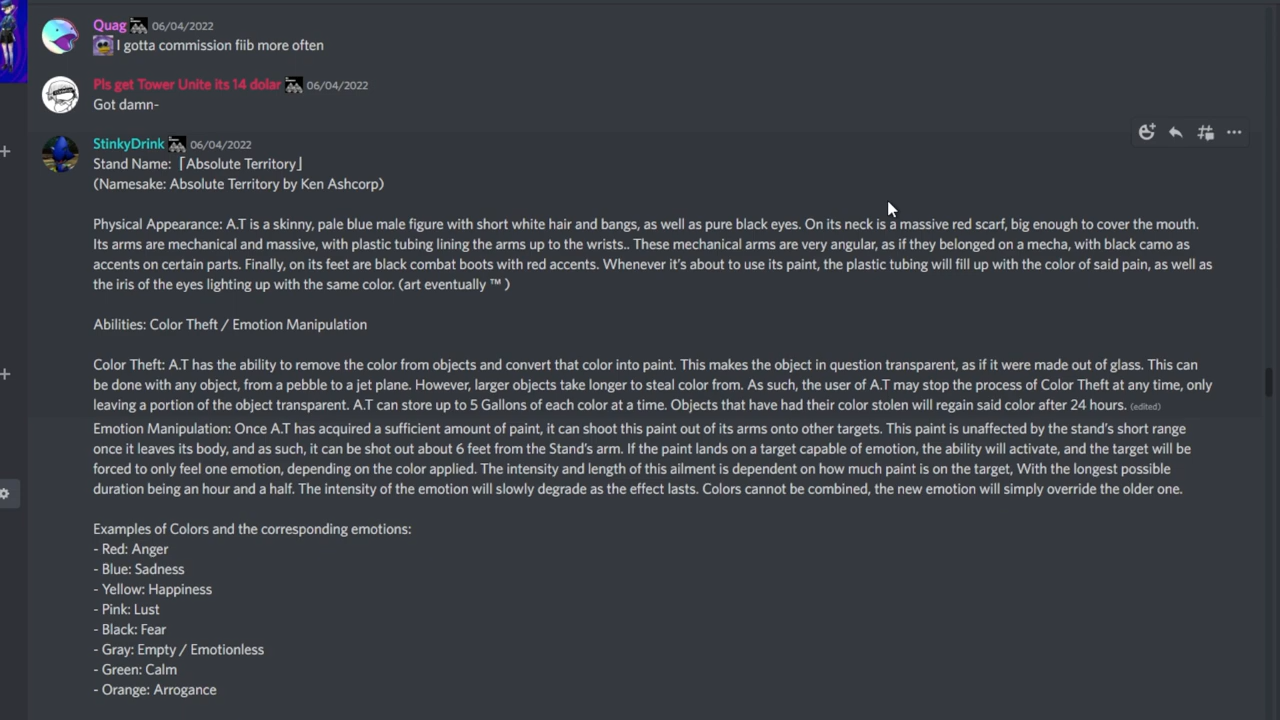 Quag 06/04/2022
I gotta commission fiib more often
Pls get Tower Unite its 14 dolar 06/04/2022
Got damn-
StinkyDrink 06/04/2022
Stand Name: 「Absolute Territory」
(Namesake: Absolute Territory by Ken Ashcorp)
Physical Appearance: A.T is a skinny, pale blue male figure with short white hair and bangs, as well as pure black eyes. On its neck is a massive red scarf, big enough to cover the mouth.
Its arms are mechanical and massive, with plastic tubing lining the arms up to the wrists.. These mechanical arms are very angular, as if they belonged on a mecha, with black camo as
accents on certain parts. Finally, on its feet are black combat boots with red accents. Whenever it's about to use its paint, the plastic tubing will fill up with the color of said pain, as well as
the iris of the eyes lighting up with the same color. (art eventually ™ )
Abilities: Color Theft / Emotion Manipulation
Color Theft: A.T has the ability to remove the color from objects and convert that color into paint. This makes the object in question transparent, as if it were made out of glass. This can
be done with any object, from a pebble to a jet plane. However, larger objects take longer to steal color from. As such, the user of A.T may stop the process of Color Theft at any time, only
leaving a portion of the object transparent. A.T can store up to 5 Gallons of each color at a time. Objects that have had their color stolen will regain said color after 24 hours. (edited)
Emotion Manipulation: Once A.T has acquired a sufficient amount of paint, it can shoot this paint out of its arms onto other targets. This paint is unaffected by the stand's short range
once it leaves its body, and as such, it can be shot out about 6 feet from the Stand's arm. If the paint lands on a target capable of emotion, the ability will activate, and the target will be
forced to only feel one emotion, depending on the color applied. The intensity and length of this ailment is dependent on how much paint is on the target, With the longest possible
duration being an hour and a half. The intensity of the emotion will slowly degrade as the effect lasts. Colors cannot be combined, the new emotion will simply override the older one.
Examples of Colors and the corresponding emotions:
- Red: Anger
- Blue: Sadness
- Yellow: Happiness
- Pink: Lust
- Black: Fear
- Gray: Empty / Emotionless
- Green: Calm
- Orange: Arrogance